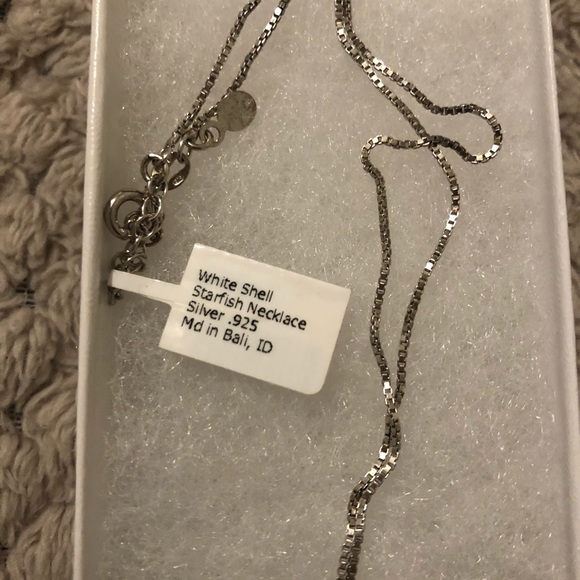 White Shell
Starfish Necklace
Silver .925
Md in Bali, ID